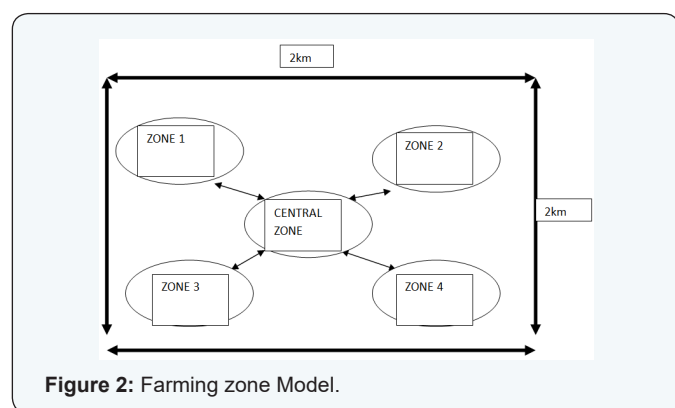 2km
ZONE 1
ZONE 2
CENTRAL
ZONE
2km
ZONE 3
ZONE 4
Figure 2: Farming zone Model.